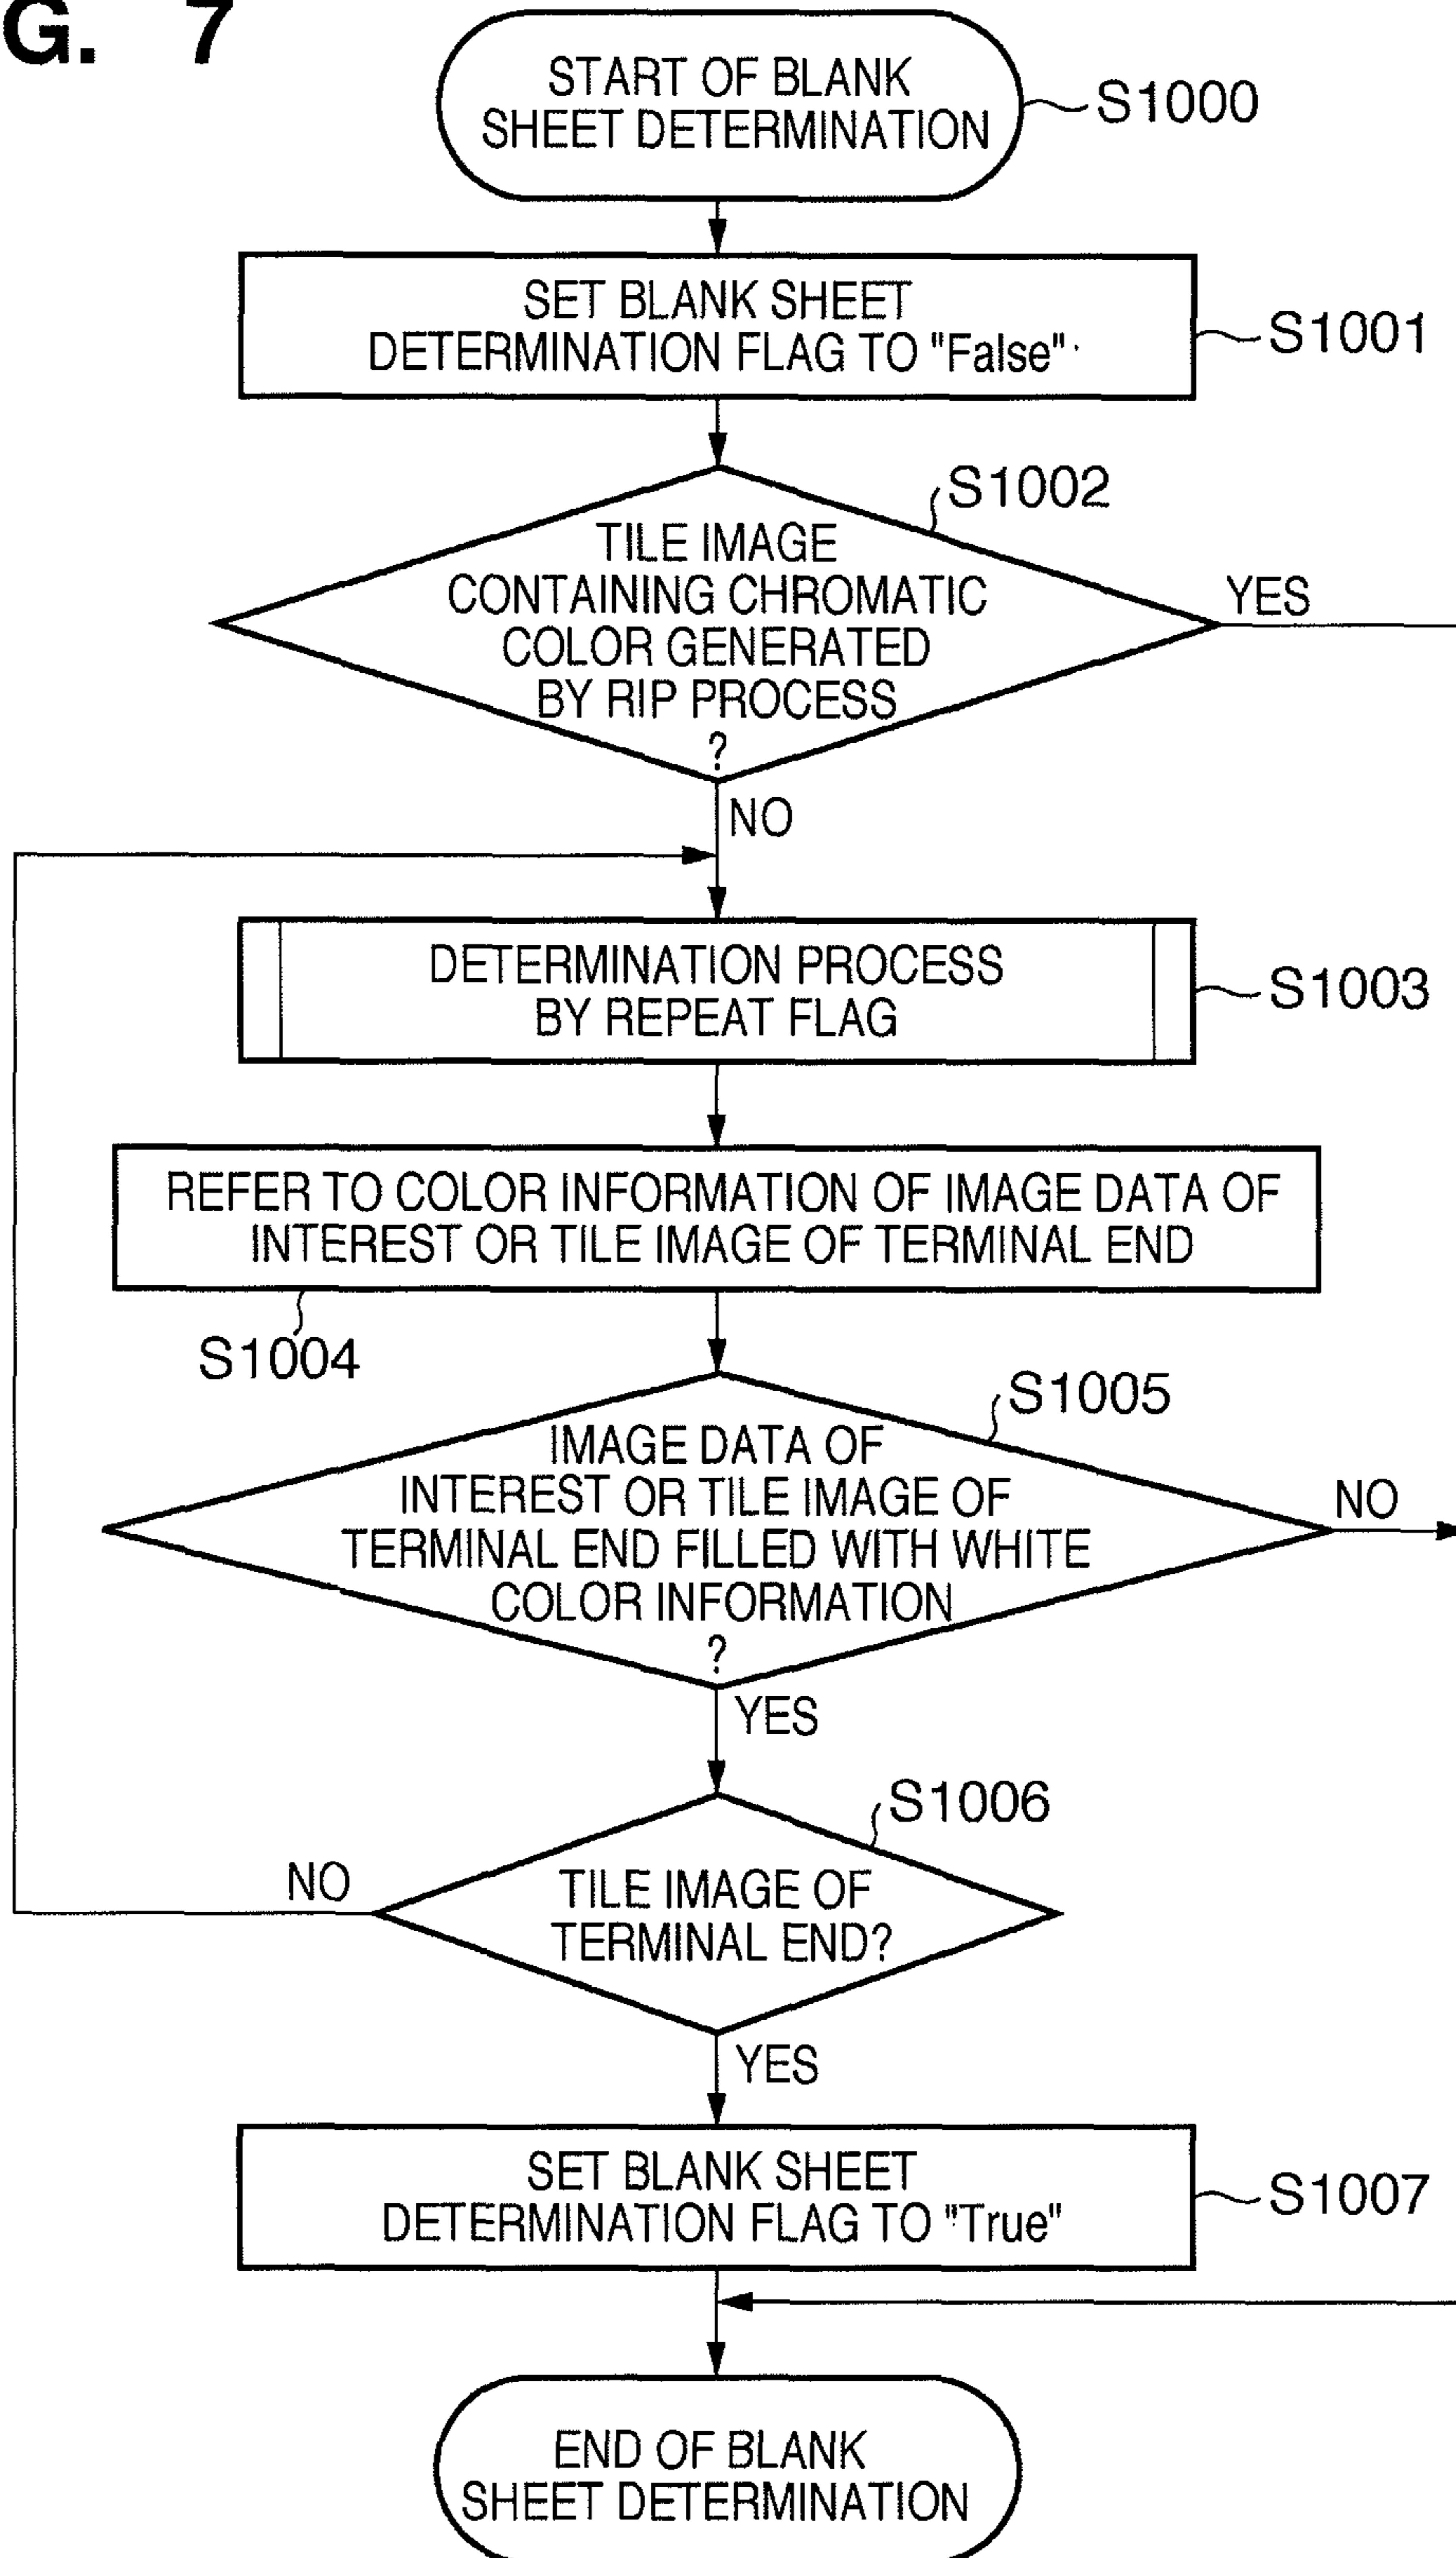 G. 7
START OF BLANK
SHEET DETERMINATION
S1000
SET BLANK SHEET
DETERMINATION FLAG TO "False"
S1001
S1002
TILE IMAGE
CONTAINING CHROMATIC
COLOR GENERATED
BY RIP PROCESS
?
YES
NO
DETERMINATION PROCESS
BY REPEAT FLAG
S1003
REFER TO COLOR INFORMATION OF IMAGE DATA OF
INTEREST OR TILE IMAGE OF TERMINAL END
S1004
S1005
IMAGE DATA OF
INTEREST OR TILE IMAGE OF
TERMINAL END FILLED WITH WHITE
COLOR INFORMATION
?
NO
YES
S1006
TILE IMAGE OF
TERMINAL END?
NO
YES
SET BLANK SHEET
DETERMINATION FLAG TO "True"
S1007
END OF BLANK
SHEET DETERMINATION